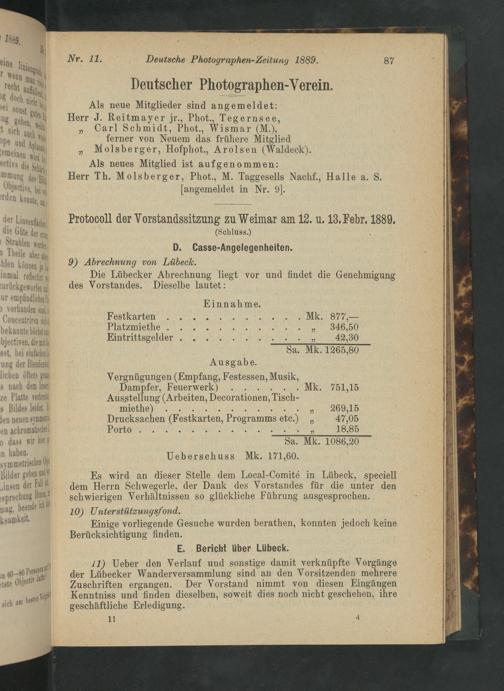 Nr. 11. Deutsche Photographen-Zeitung 1889. 87
Deutscher Photographen-Verein.
Als neue Mitglieder sind angemeldet:
Herr J. Reitmayer jr., Phot., Tegernsee,
„ Carl Schmidt, Phot., Wismar (M.),
ferner von Neuem das frühere Mitglied
„ Molsberger, Hofphot., Arolsen (Waldeck).
Als neues Mitglied ist aufgenommen:
Herr Th. Molsberger, Phot., M. Taggesells Nachf., Halle a. S.
[angemeldet in Nr. 9].
Protocoll der Vorstandssitzung zu Weimar am 12. u. 13. Febr. 1889.
(Schluss.)
D. Casse-Angelegenheiten.
9) Abrechnung von Lübeck.
Die Lübecker Abrechnung liegt vor und findet die Genehmigung
des Vorstandes. Dieselbe lautet:
Einnahme.
Festkarten . . . . . . . . . . . Mk. 877,—
Platzmiethe . . . . . . . . . . . „ 346,50
Eintrittsgelder . . . . . . . . . . „ 42,30
Sa. Mk. 1265,80
Ausgabe.
Vergnügungen (Empfang, Festessen, Musik,
Dampfer, Feuerwerk) . . . . . . Mk. 751,15
Ausstellung (Arbeiten, Decorationen, Tisch-
miethe) . . . . . . . . . . . „ 269,15
Drucksachen (Festkarten, Programms etc.) . „ 47,05
Porto . . . . . . . . . . . . . „ 18,85
Sa. Mk. 1086,20
Ueberschuss Mk. 171,60.
Es wird an dieser Stelle dem Local-Comité in Lübeck, speciell
dem Herrn Schwegerle, der Dank des Vorstandes für die unter den
schwierigen Verhältnissen so glückliche Führung ausgesprochen.
10) Unterstützungsfond.
Einige vorliegende Gesuche wurden berathen, konnten jedoch keine
Berücksichtigung finden.
E. Bericht über Lübeck.
11) Ueber den Verlauf und sonstige damit verknüpfte Vorgänge
der Lübecker Wanderversammlung sind an den Vorsitzenden mehrere
Zuschriften ergangen. Der Vorstand nimmt von diesen Eingängen
Kenntniss und finden dieselben, soweit dies noch nicht geschehen, ihre
geschäftliche Erledigung.
11 4